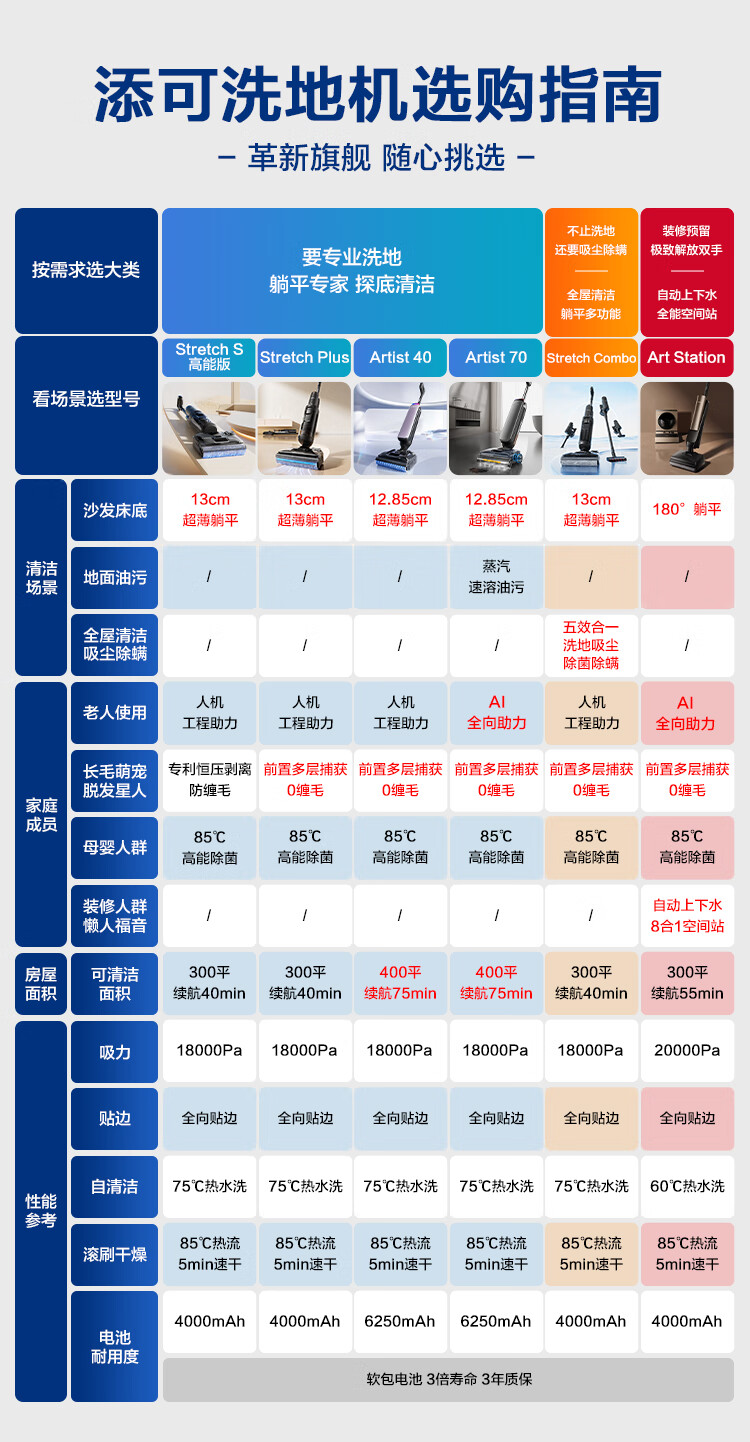 添可洗地机选购指南
– 革新旗舰 随心挑选 –
按需求选大类
要专业洗地
躺平专家 探底清洁
不止洗地
还要吸尘除螨
全屋清洁
躺平多功能
装修预留
极致解放双手
自动上下水
全能空间站
看场景选型号
Stretch S
高能版
Stretch Plus
Artist 40
Artist 70
Stretch Combo
Art Station
清洁
场景
沙发床底
13cm
超薄躺平
13cm
超薄躺平
12.85cm
超薄躺平
12.85cm
超薄躺平
13cm
超薄躺平
180°躺平
地面油污
/
/
/
蒸汽
速溶油污
/
/
全屋清洁
吸尘除螨
/
/
/
/
五效合一
洗地吸尘
除菌除螨
/
家庭
成员
老人使用
人机
工程助力
人机
工程助力
人机
工程助力
AI
全向助力
人机
工程助力
AI
全向助力
长毛萌宠
脱发星人
专利恒压剥离
防缠毛
前置多层捕获
0缠毛
前置多层捕获
0缠毛
前置多层捕获
0缠毛
前置多层捕获
0缠毛
前置多层捕获
0缠毛
母婴人群
85℃
高能除菌
85℃
高能除菌
85℃
高能除菌
85℃
高能除菌
85℃
高能除菌
85℃
高能除菌
装修人群
懒人福音
/
/
/
/
/
自动上下水
8合1空间站
房屋
面积
可清洁
面积
300平
续航40min
300平
续航40min
400平
续航75min
400平
续航75min
300平
续航40min
300平
续航55min
性能
参考
吸力
18000Pa
18000Pa
18000Pa
18000Pa
18000Pa
20000Pa
贴边
全向贴边
全向贴边
全向贴边
全向贴边
全向贴边
全向贴边
自清洁
75℃热水洗
75℃热水洗
75℃热水洗
75℃热水洗
75℃热水洗
60℃热水洗
滚刷干燥
85℃热流
5min速干
85℃热流
5min速干
85℃热流
5min速干
85℃热流
5min速干
85℃热流
5min速干
85℃热流
5min速干
电池
耐用度
4000mAh
4000mAh
6250mAh
6250mAh
4000mAh
4000mAh
软包电池 3倍寿命 3年质保